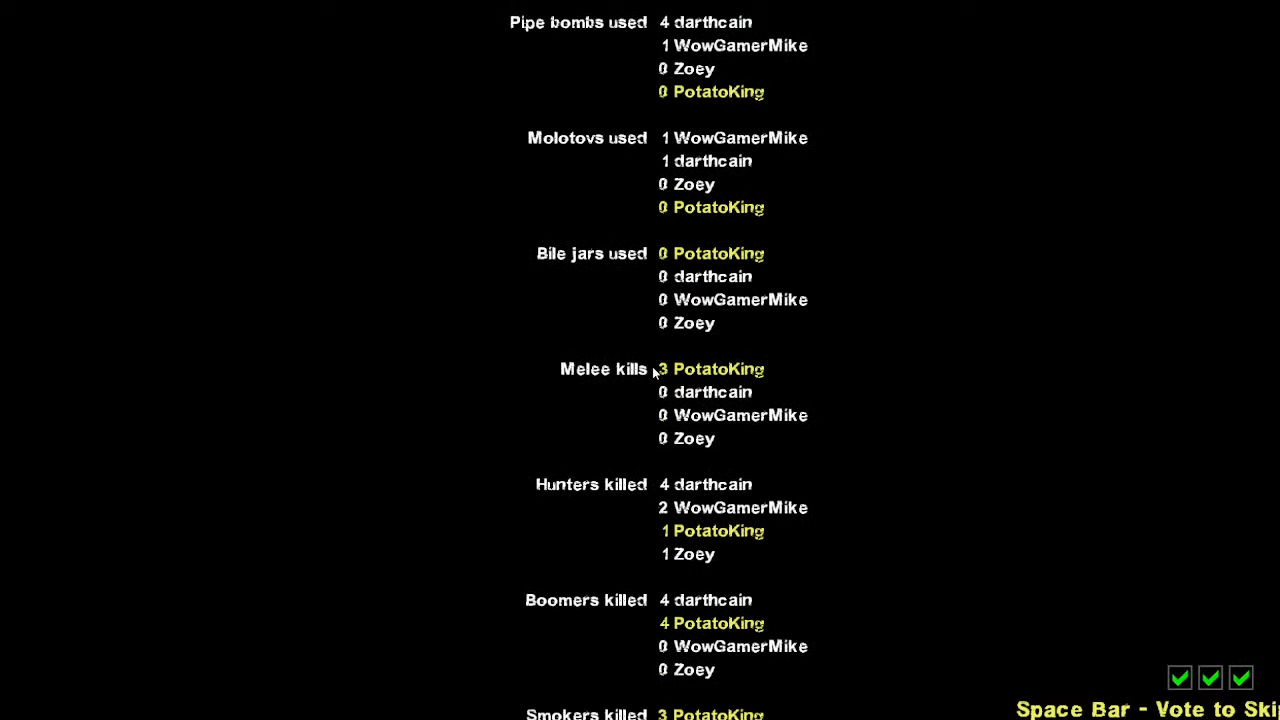 Pipe bombs used 4 darthcain
1 WowGamerMike
0 Zoey
0 PotatoKing
Molotovs used 1 WowGamerMike
1 darthcain
0 Zoey
0 PotatoKing
Bile jars used 0 PotatoKing
0 darthcain
0 WowGamerMike
0 Zoey
Melee kills 3 PotatoKing
0 darthcain
0 WowGamerMike
0 Zoey
Hunters killed 4 darthcain
2 WowGamerMike
1 PotatoKing
1 Zoey
Boomers killed 4 darthcain
4 PotatoKing
0 WowGamerMike
0 Zoey
Smokers killed 3 PotatoKing
Space Bar - Vote to Ski